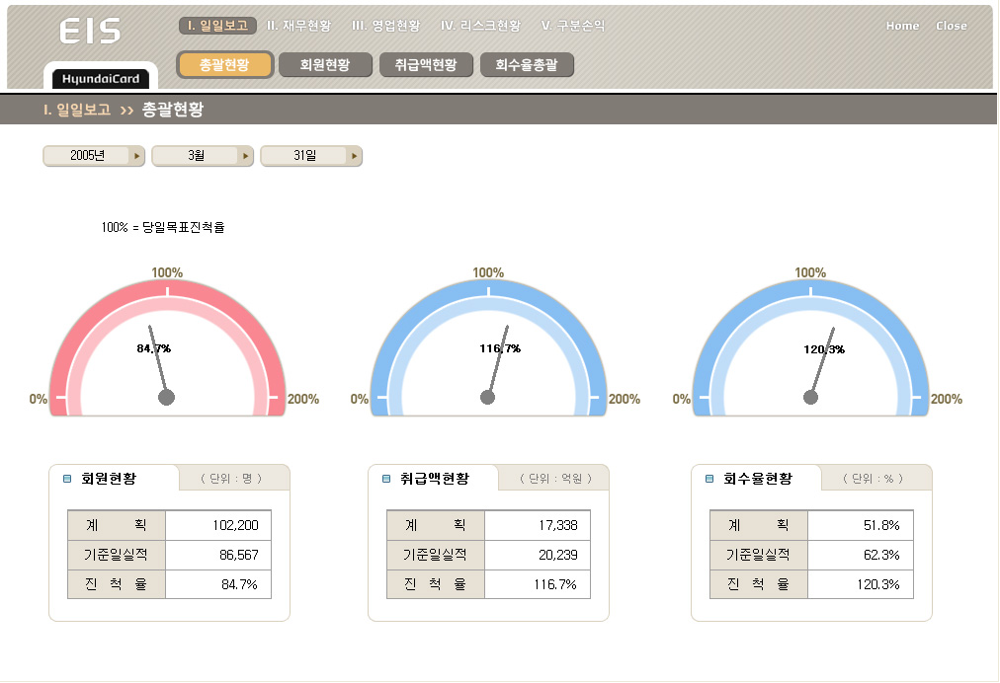 EIS
I. 일일보고 II. 재무현황 III. 영업현황 IV. 리스크현황 V. 구분손익
Home Close
총괄현황 회원현황 취급액현황 회수율총괄
HyundaiCard
I. 일일보고 >> 총괄현황
2005년 3월 31일
100% = 당일목표진척율
100% 100% 100%
84.7% 116.7% 120.3%
0% 200% 0% 200% 0% 200%
회원현황 ( 단위 : 명 )
계 획 102,200
기준일실적 86,567
진 척 율 84.7%
취급액현황 ( 단위 : 억원 )
계 획 17,338
기준일실적 20,239
진 척 율 116.7%
회수율현황 ( 단위 : % )
계 획 51.8%
기준일실적 62.3%
진 척 율 120.3%